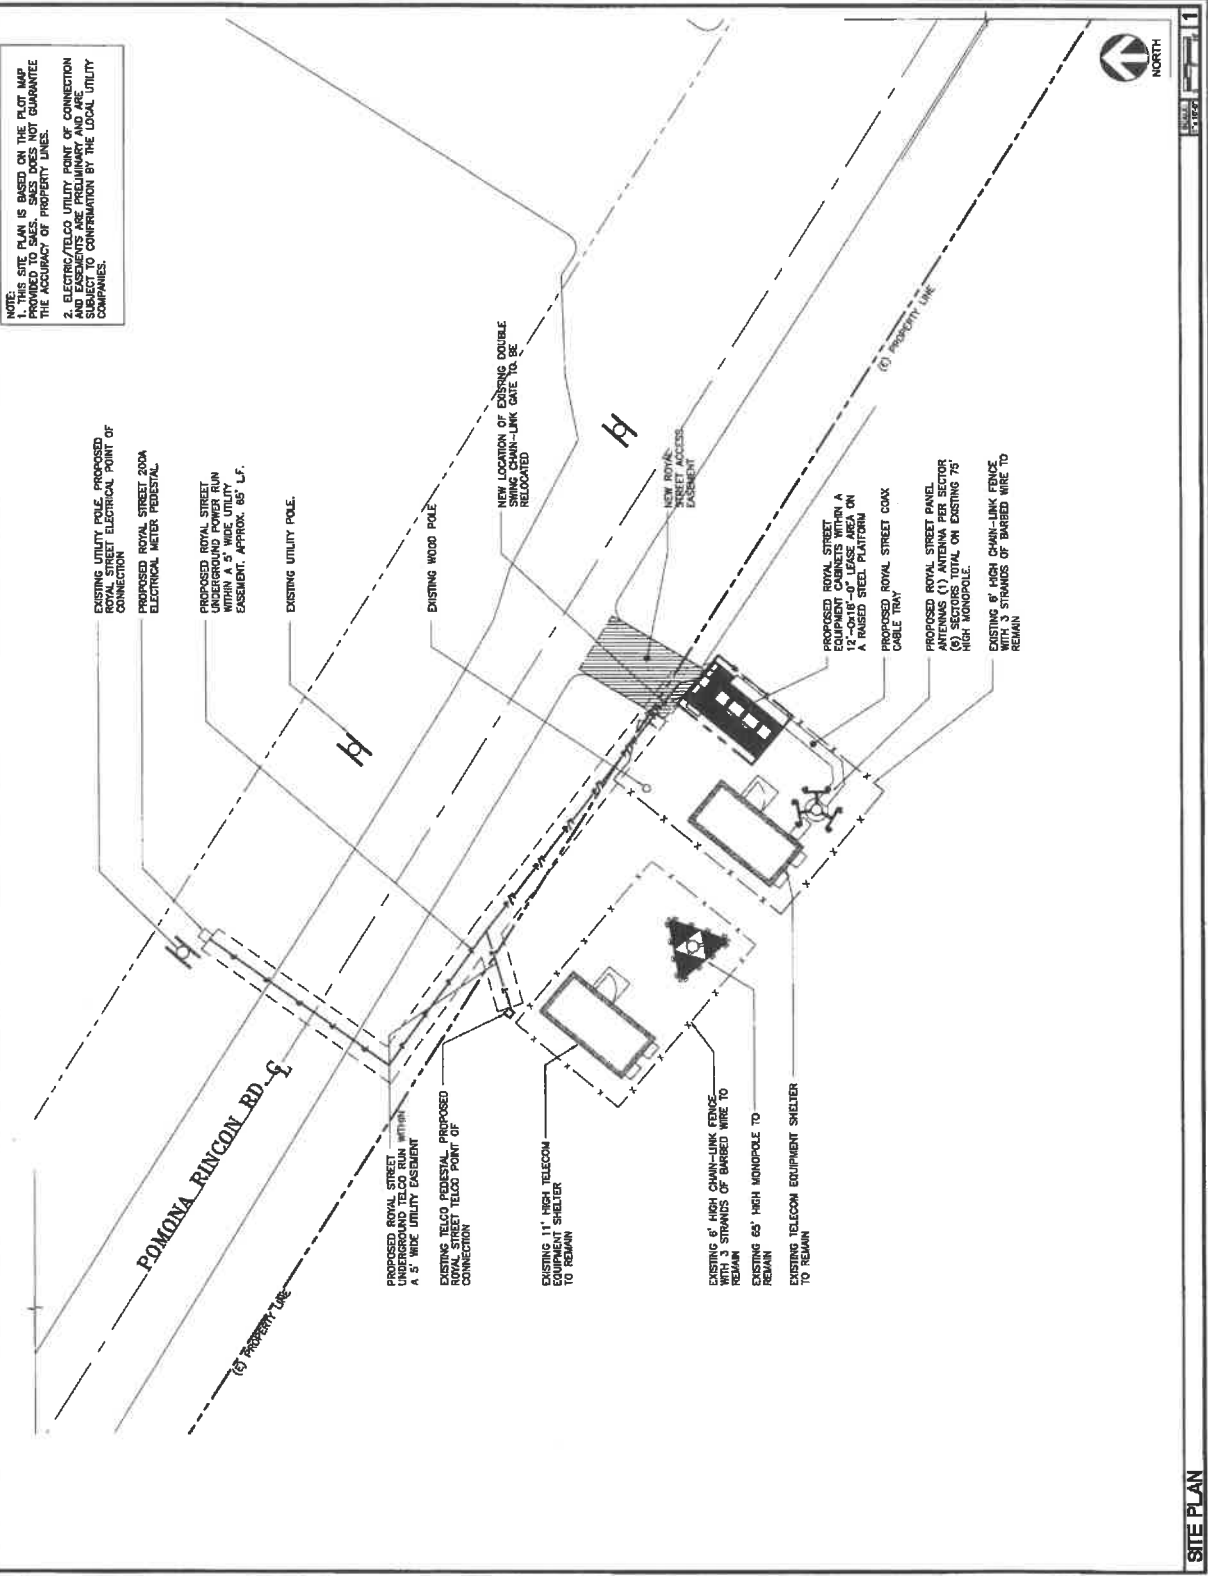 NOTE:
1. THIS SITE PLAN IS BASED ON THE PLOT MAP
PROVIDED TO SAES. SAES DOES NOT GUARANTEE
THE ACCURACY OF PROPERTY LINES.
2. ELECTRIC/TELCO UTILITY POINT OF CONNECTION
AND EASEMENTS ARE PRELIMINARY AND ARE
SUBJECT TO CONFIRMATION BY THE LOCAL UTILITY
COMPANIES.
EXISTING UTILITY POLE, PROPOSED
ROYAL STREET ELECTRICAL POINT OF
CONNECTION
PROPOSED ROYAL STREET 200A
ELECTRICAL METER PEDESTAL.
PROPOSED ROYAL STREET
UNDERGROUND POWER RUN
WITHIN A 5' WIDE UTILITY
EASEMENT, APPROX. 85' L.F.
EXISTING UTILITY POLE.
EXISTING WOOD POLE
NEW LOCATION OF EXISTING DOUBLE
SWING CHAIN-LINK GATE TO BE
RELOCATED
NEW ROYAL
STREET ACCESS
EASEMENT
(E) PROPERTY LINE
PROPOSED ROYAL STREET
EQUIPMENT CABINETS WITHIN A
12'-0x16'-0" LEASE AREA ON
A RAISED STEEL PLATFORM
PROPOSED ROYAL STREET COAX
CABLE TRAY
PROPOSED ROYAL STREET PANEL
ANTENNAS (1) ANTENNA PER SECTOR
(6) SECTORS TOTAL ON EXISTING 75'
HIGH MONOPOLE.
EXISTING 6' HIGH CHAIN-LINK FENCE
WITH 3 STRANDS OF BARBED WIRE TO
REMAIN
POMONA RINCON RD
(E) PROPERTY LINE
PROPOSED ROYAL STREET
UNDERGROUND TELCO RUN WITHIN
A 5' WIDE UTILITY EASEMENT
EXISTING TELCO PEDESTAL, PROPOSED
ROYAL STREET TELCO POINT OF
CONNECTION
EXISTING 11' HIGH TELECOM
EQUIPMENT SHELTER
TO REMAIN
EXISTING 6' HIGH CHAIN-LINK FENCE
WITH 3 STRANDS OF BARBED WIRE TO
REMAIN
EXISTING 65' HIGH MONOPOLE TO
REMAIN
EXISTING TELECOM EQUIPMENT SHELTER
TO REMAIN
NORTH
SITE PLAN
SCALE
1